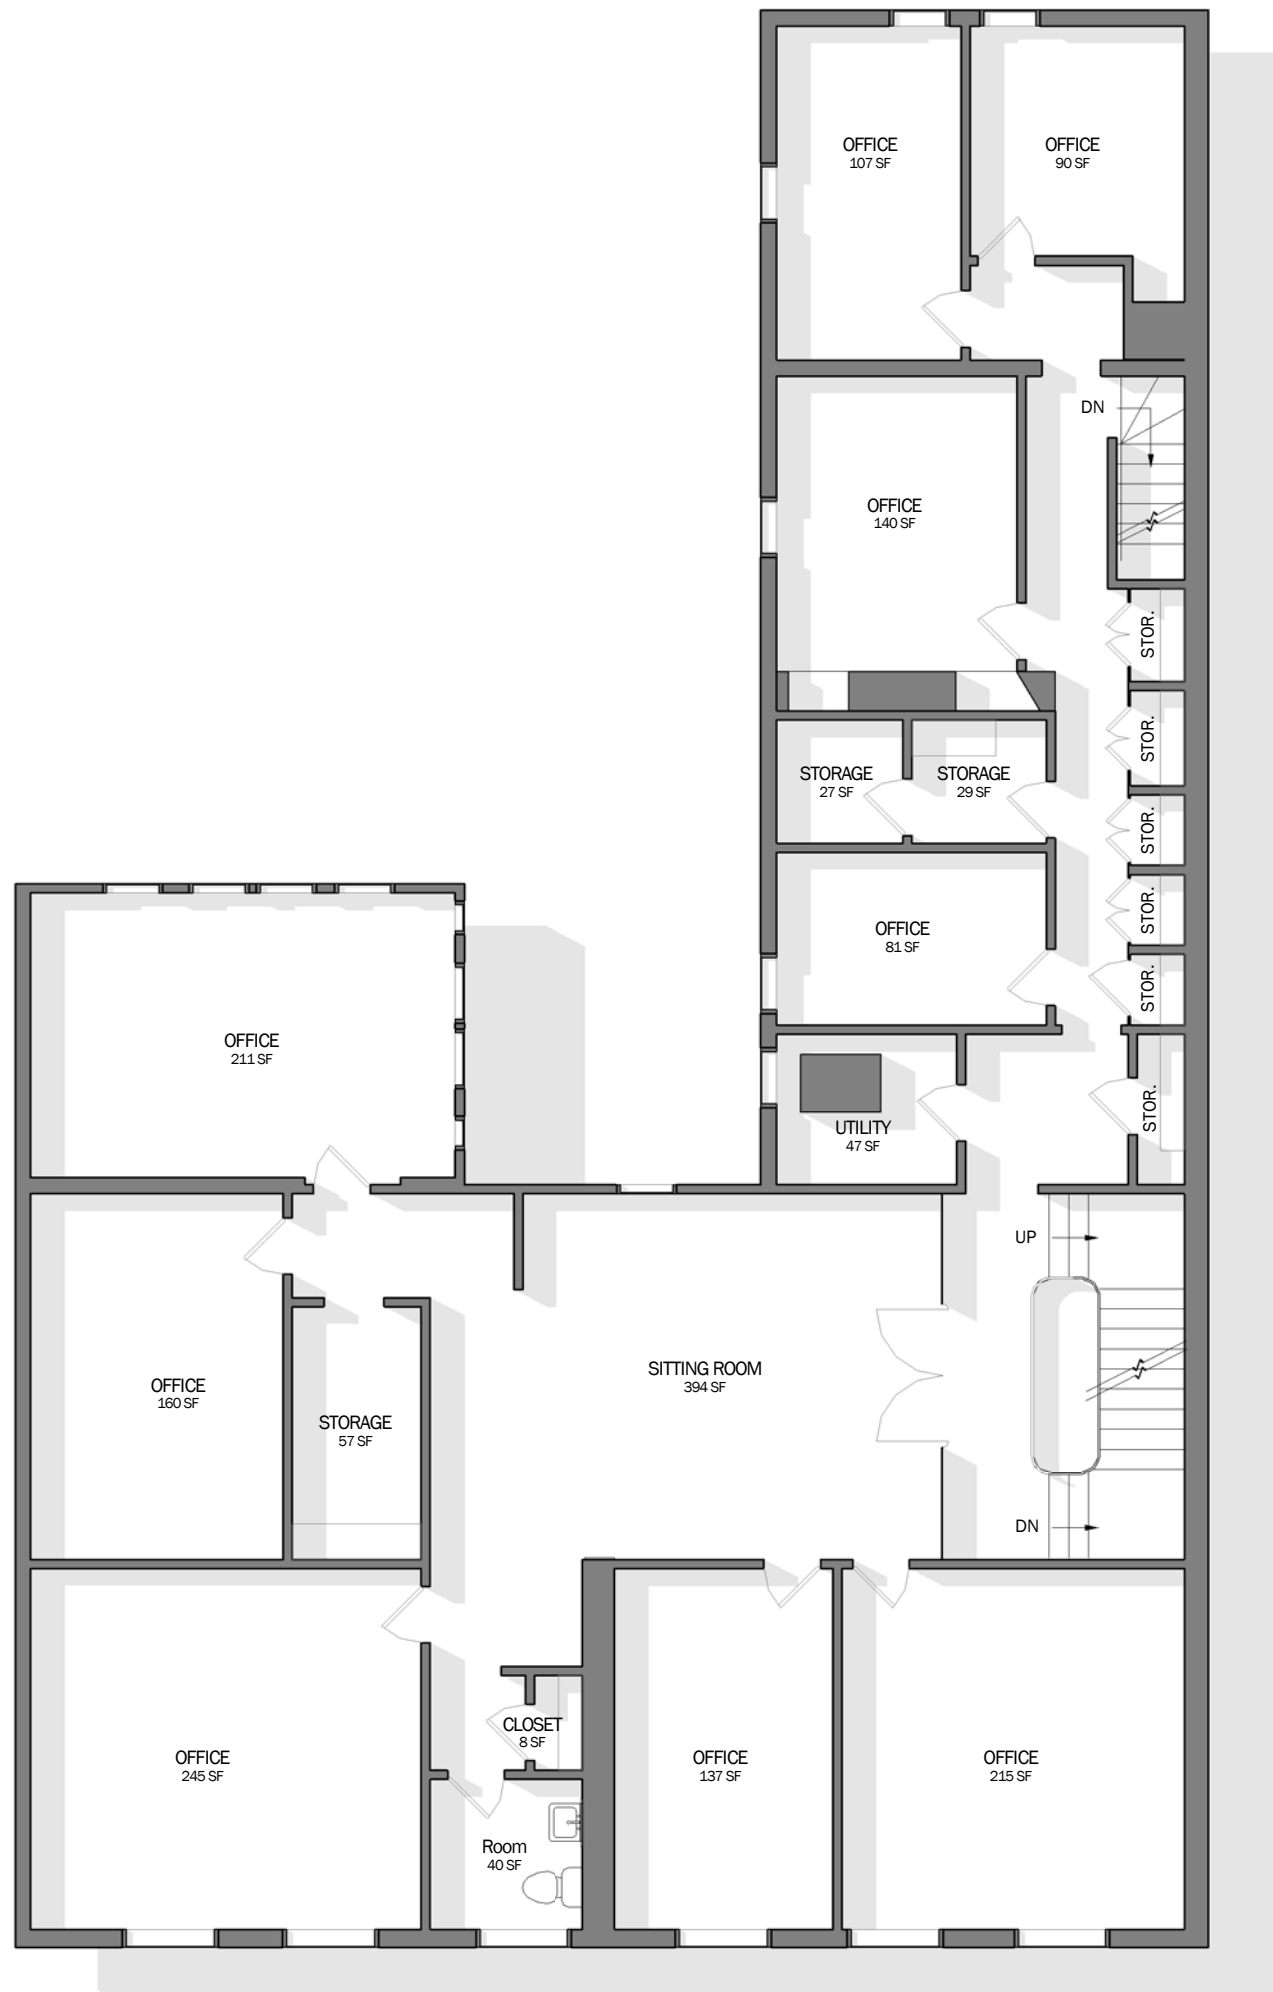 OFFICE
107 SF
OFFICE
90 SF
DN
OFFICE
140 SF
STOR.
STOR.
STORAGE
27 SF
STORAGE
29 SF
STOR.
STOR.
OFFICE
81 SF
STOR.
OFFICE
211 SF
STOR.
UTILITY
47 SF
UP
SITTING ROOM
394 SF
OFFICE
160 SF
STORAGE
57 SF
DN
CLOSET
8 SF
OFFICE
245 SF
OFFICE
137 SF
OFFICE
215 SF
Room
40 SF